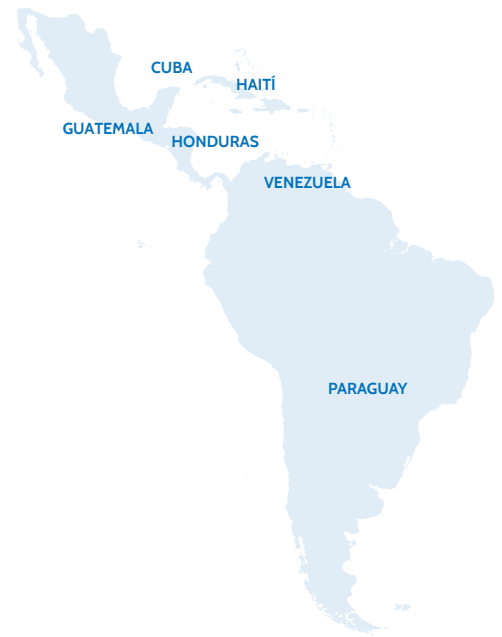 CUBA
HAITÍ
GUATEMALA
HONDURAS
VENEZUELA
PARAGUAY